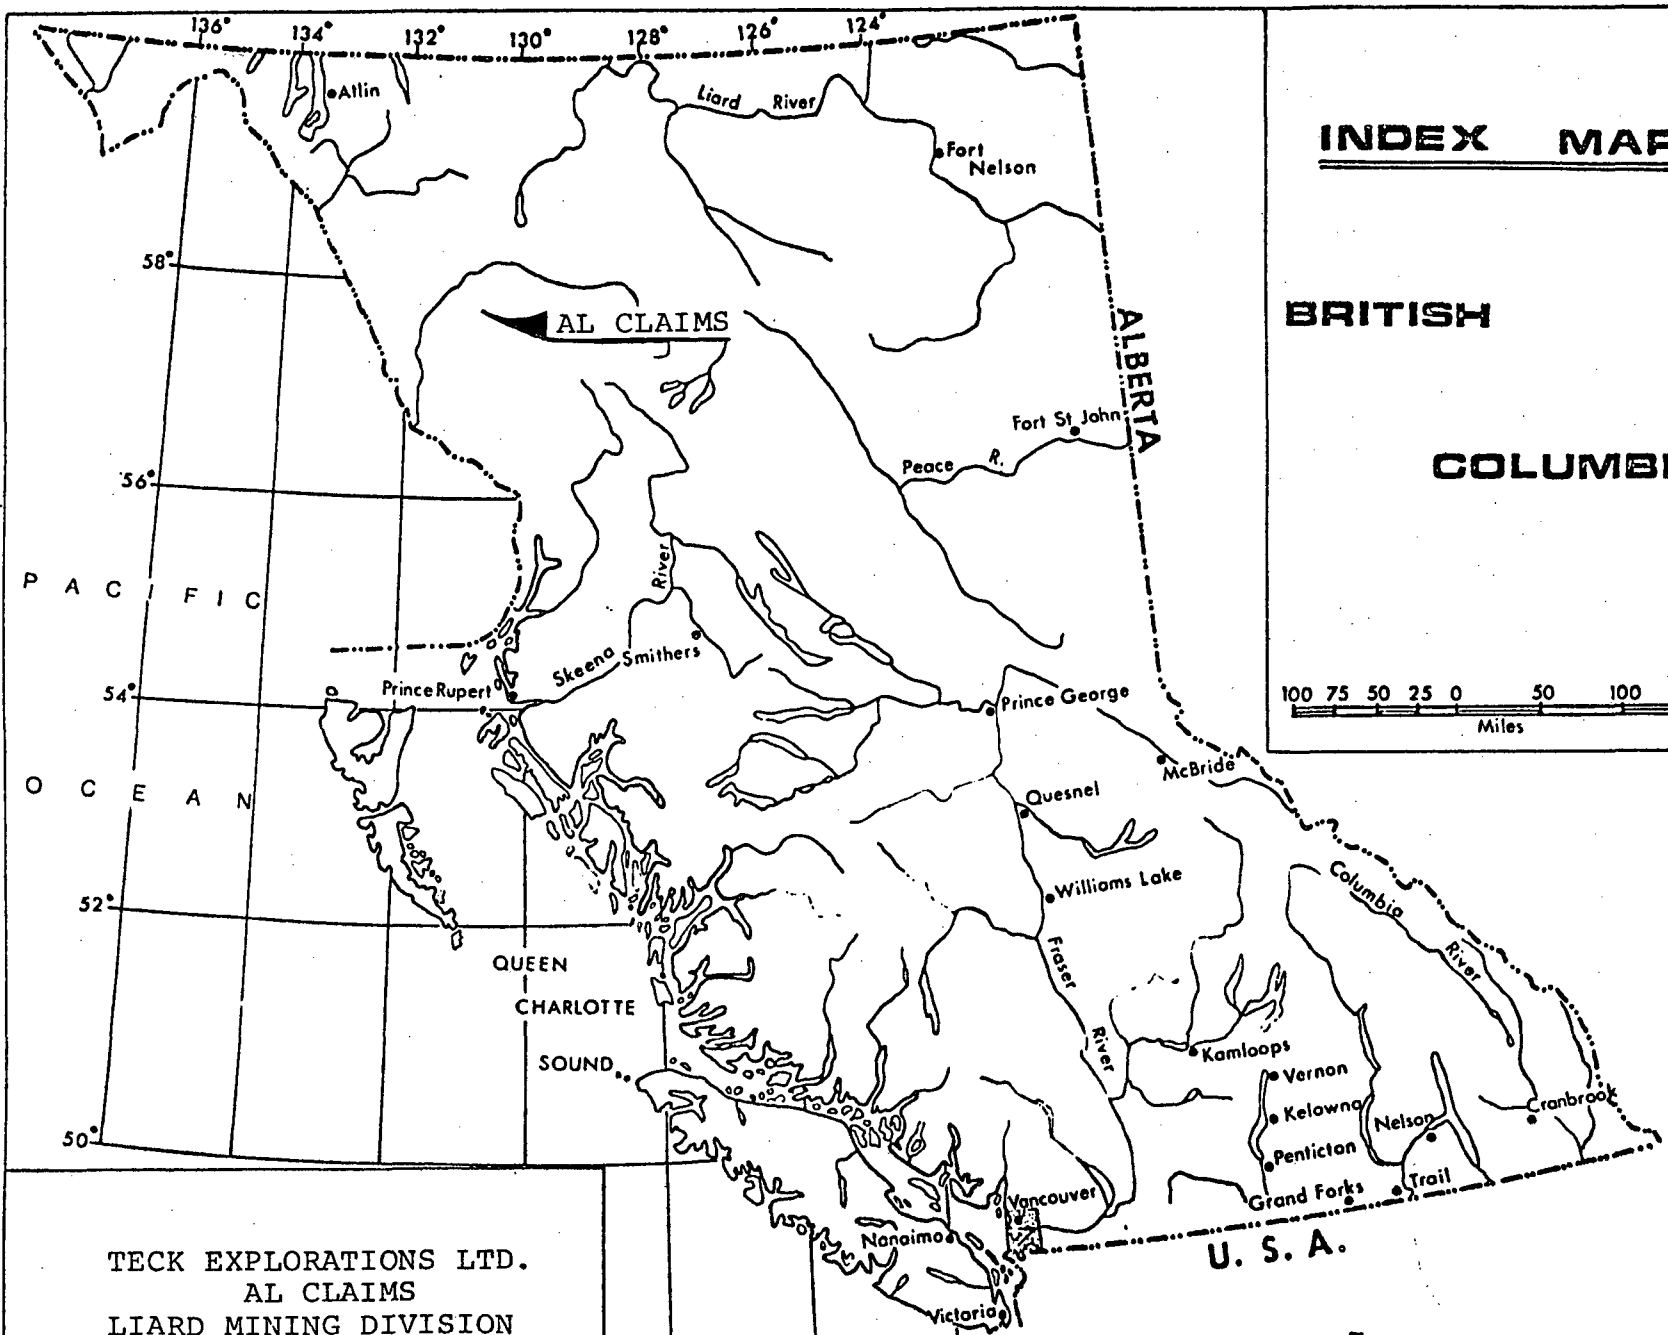 136° 134° 132° 130° 128° 126° 124°
Atlin
Liard River
Fort
Nelson
INDEX
58°
AL CLAIMS
ALBERTA
BRITISH
Fort St John
Peace R.
56°
River
PACIFIC
Skeena
Smithers
54°
Prince Rupert
Prince George
100 75 50 25 0 50 100
Miles
McBride
OCEAN
Quesnel
Williams Lake
Columbia
River
52°
QUEEN
CHARLOTTE
SOUND
Fraser
River
Kamloops
Vernon
Kelowna
Nelson
Cranbrook
50°
Penticton
Trail
Grand Forks
Vancouver
Nanaimo
Victoria
U. S. A.
TECK EXPLORATIONS LTD.
AL CLAIMS
LIARD MINING DIVISION